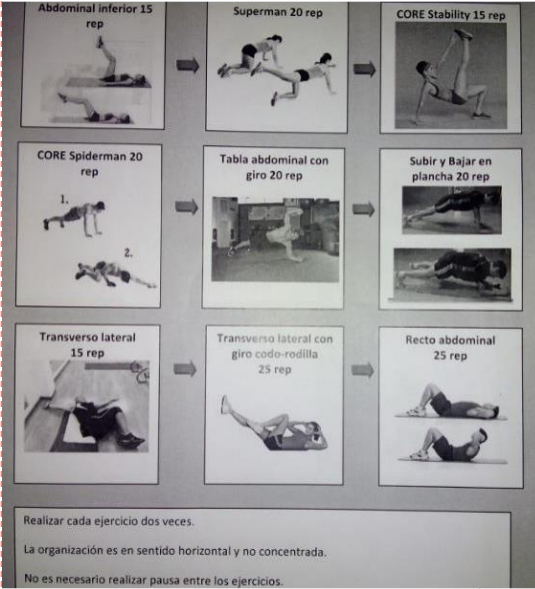 Abdominal inferior 15
rep
Superman 20 rep
CORE Stability 15 rep
CORE Spiderman 20
rep
1.
2.
Tabla abdominal con
giro 20 rep
Subir y Bajar en
plancha 20 rep
Transverso lateral
15 rep
Transverso lateral con
giro codo-rodilla
25 rep
Recto abdominal
25 rep
Realizar cada ejercicio dos veces.
La organización es en sentido horizontal y no concentrada.
No es necesario realizar pausa entre los ejercicios.